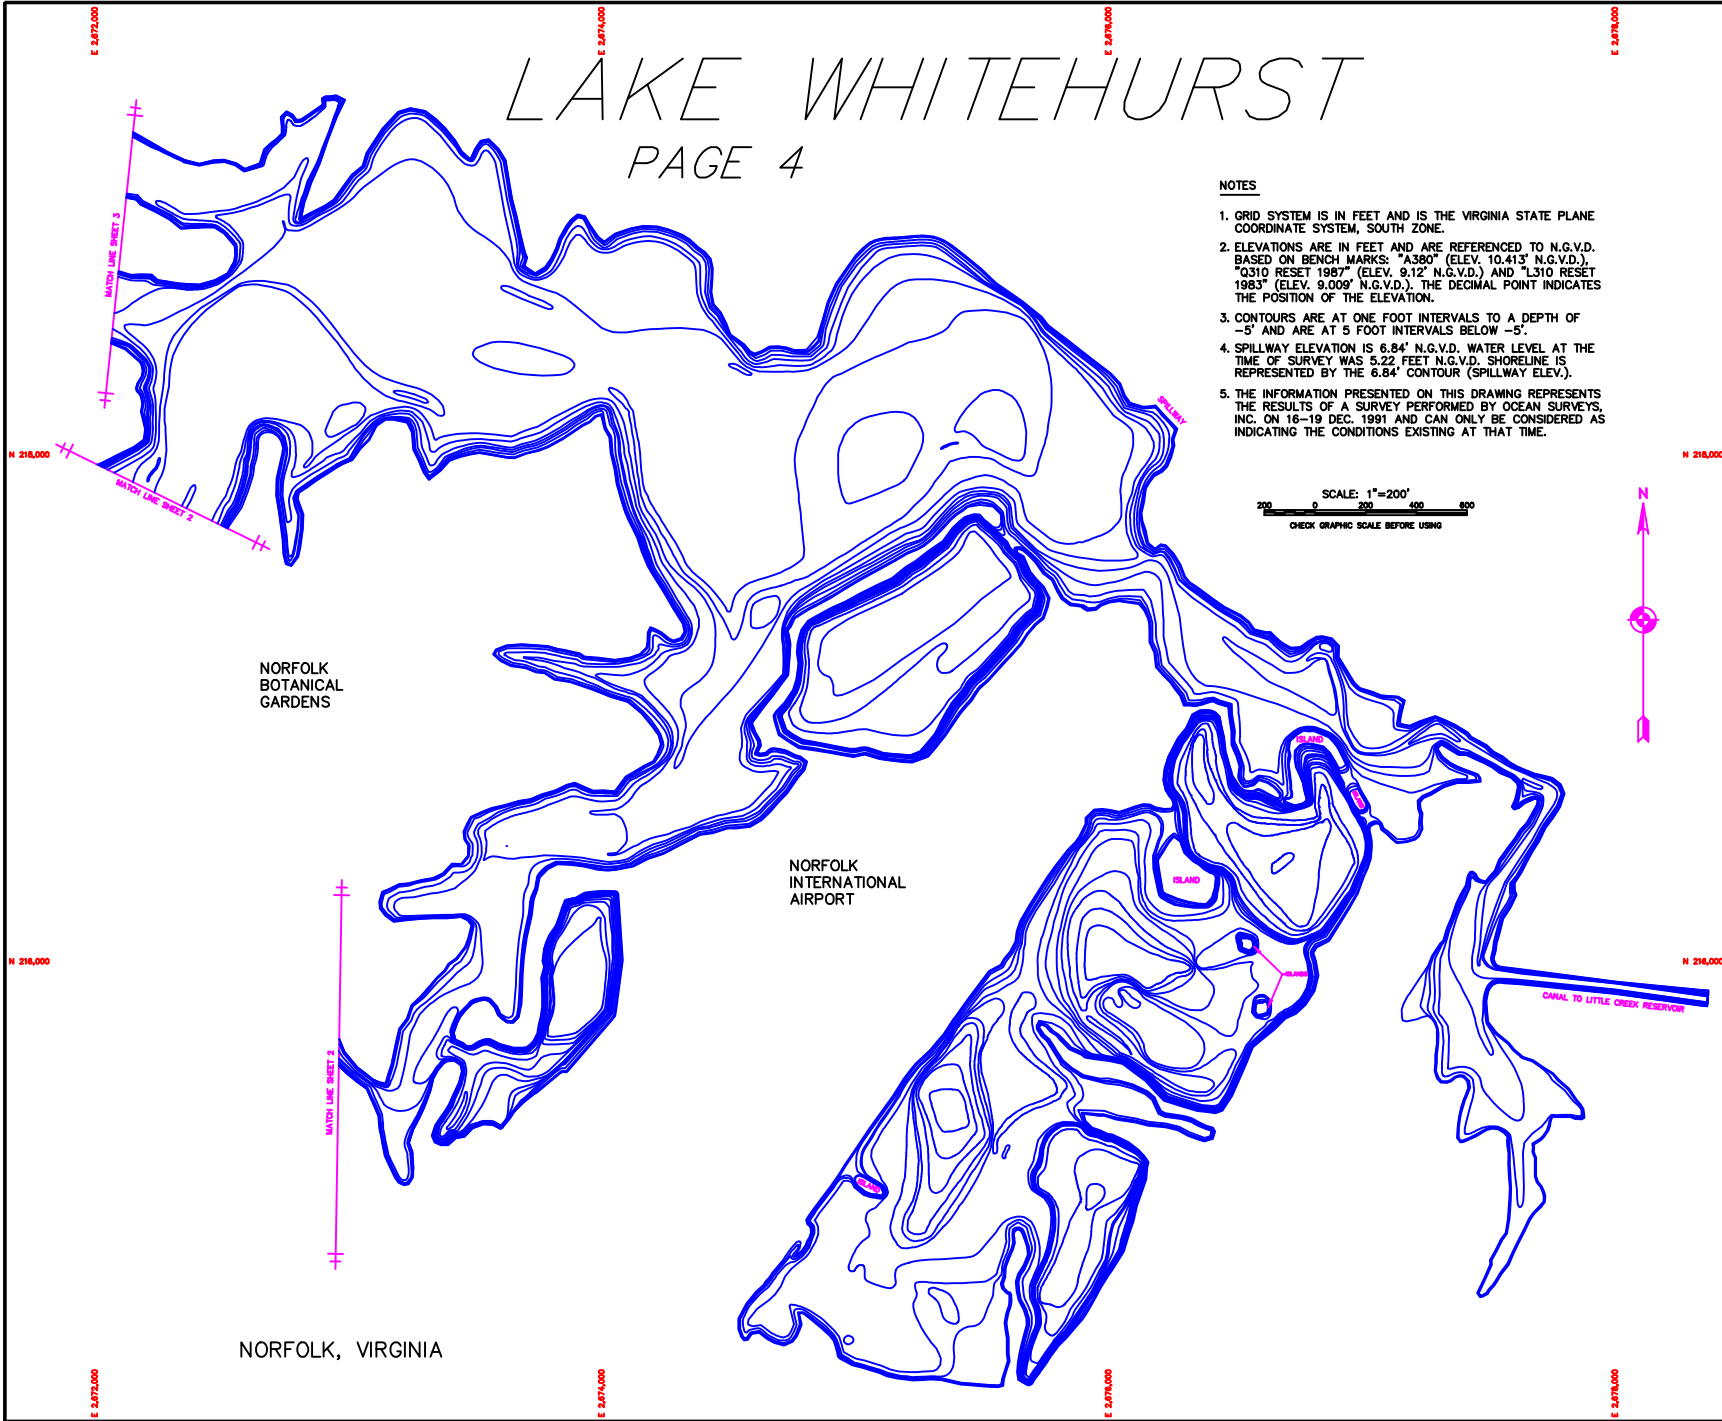 E 2,672,000
E 2,674,000
E 2,676,000
E 2,678,000
LAKE WHITEHURST
PAGE 4
NOTES
1. GRID SYSTEM IS IN FEET AND IS THE VIRGINIA STATE PLANE
COORDINATE SYSTEM, SOUTH ZONE.
2. ELEVATIONS ARE IN FEET AND ARE REFERENCED TO N.G.V.D.
BASED ON BENCH MARKS: "A380" (ELEV. 10.413' N.G.V.D.),
"Q310 RESET 1987" (ELEV. 9.12' N.G.V.D.) AND "L310 RESET
1983" (ELEV. 9.009' N.G.V.D.). THE DECIMAL POINT INDICATES
THE POSITION OF THE ELEVATION.
3. CONTOURS ARE AT ONE FOOT INTERVALS TO A DEPTH OF
-5' AND ARE AT 5 FOOT INTERVALS BELOW -5'.
4. SPILLWAY ELEVATION IS 6.84' N.G.V.D. WATER LEVEL AT THE
TIME OF SURVEY WAS 5.22 FEET N.G.V.D. SHORELINE IS
REPRESENTED BY THE 6.84' CONTOUR (SPILLWAY ELEV.).
5. THE INFORMATION PRESENTED ON THIS DRAWING REPRESENTS
THE RESULTS OF A SURVEY PERFORMED BY OCEAN SURVEYS,
INC. ON 16-19 DEC. 1991 AND CAN ONLY BE CONSIDERED AS
INDICATING THE CONDITIONS EXISTING AT THAT TIME.
MATCH LINE SHEET 3
SPILLWAY
N 218,000
N 218,000
MATCH LINE SHEET 2
SCALE: 1"=200'
200 0 200 400 600
CHECK GRAPHIC SCALE BEFORE USING
N
NORFOLK
BOTANICAL
GARDENS
ISLAND
ISLAND
NORFOLK
INTERNATIONAL
AIRPORT
ISLAND
N 216,000
N 216,000
ISLANDS
CANAL TO LITTLE CREEK RESERVOIR
MATCH LINE SHEET 2
ISLAND
NORFOLK, VIRGINIA
E 2,672,000
E 2,674,000
E 2,676,000
E 2,678,000